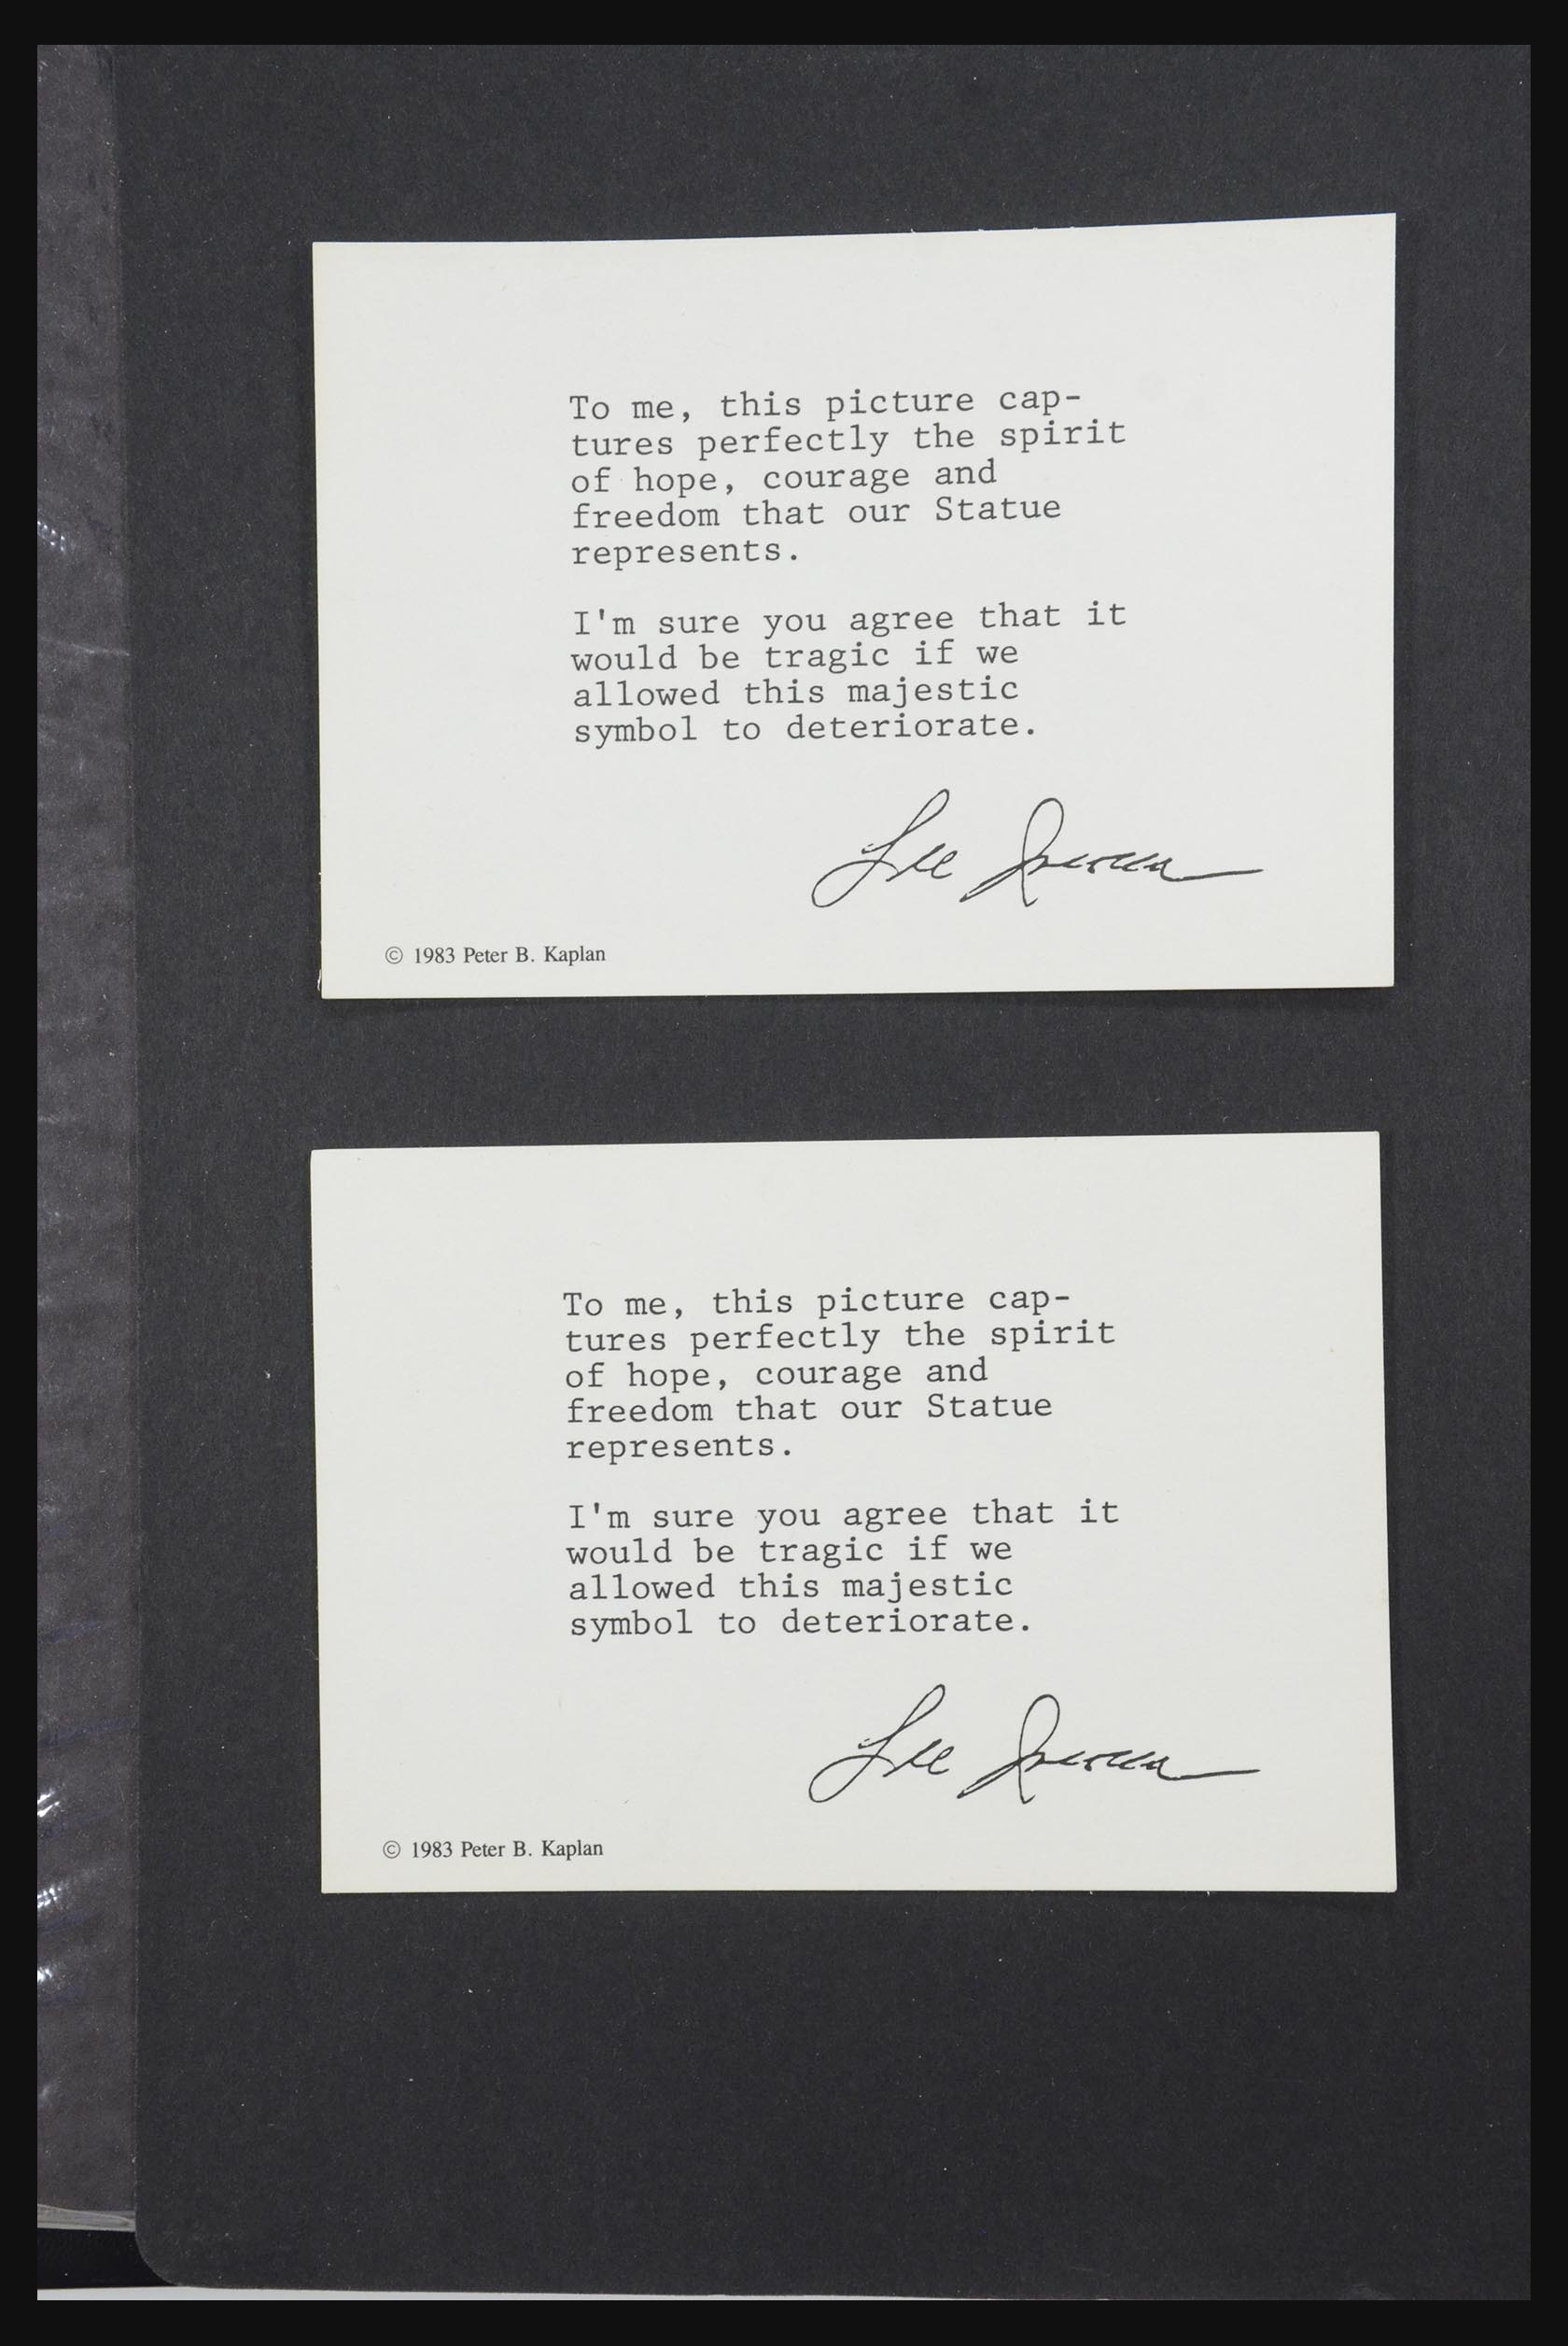 To me, this picture cap-
tures perfectly the spirit
of hope, courage and
freedom that our Statue
represents.
I'm sure you agree that it
would be tragic if we
allowed this majestic
symbol to deteriorate.
Lee
© 1983 Peter B. Kaplan
To me, this picture cap-
tures perfectly the spirit
of hope, courage and
freedom that our Statue
represents.
I'm sure you agree that it
would be tragic if we
allowed this majestic
symbol to deteriorate.
Lee
© 1983 Peter B. Kaplan